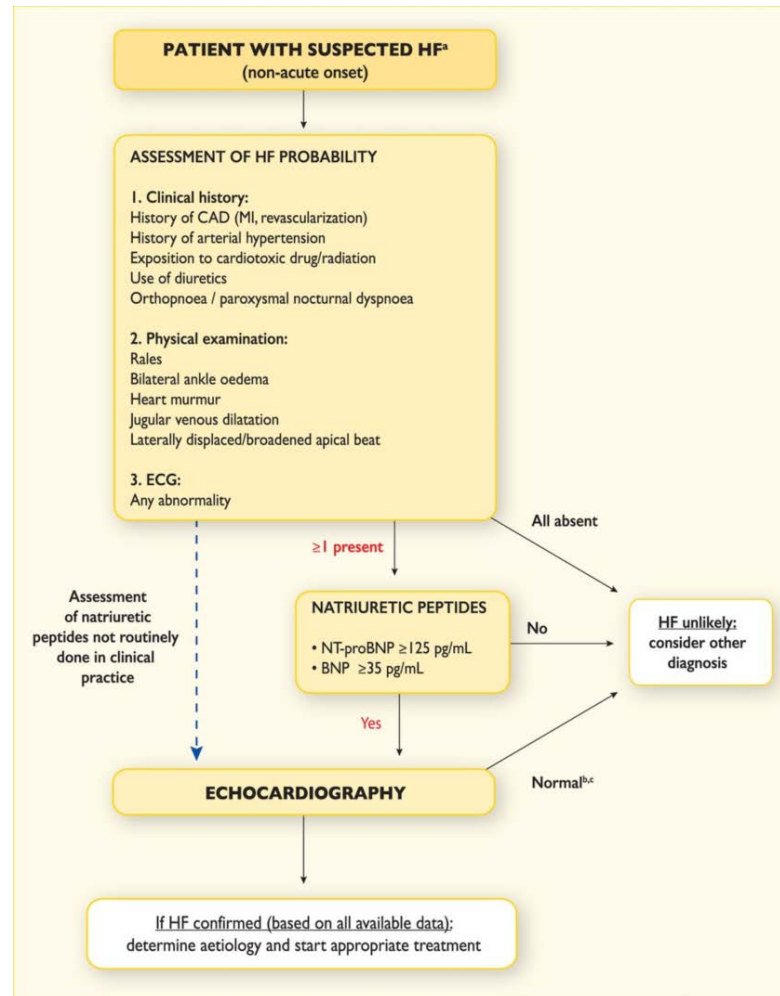 PATIENT WITH SUSPECTED HFᵃ
(non-acute onset)
ASSESSMENT OF HF PROBABILITY
1. Clinical history:
History of CAD (MI, revascularization)
History of arterial hypertension
Exposition to cardiotoxic drug/radiation
Use of diuretics
Orthopnoea / paroxysmal nocturnal dyspnoea
2. Physical examination:
Rales
Bilateral ankle oedema
Heart murmur
Jugular venous dilatation
Laterally displaced/broadened apical beat
3. ECG:
Any abnormality
All absent
≥1 present
Assessment
of natriuretic
peptides not routinely
done in clinical
practice
NATRIURETIC PEPTIDES
• NT-proBNP ≥125 pg/mL
• BNP ≥35 pg/mL
No
HF unlikely:
consider other
diagnosis
Yes
Normalᵇ,ᶜ
ECHOCARDIOGRAPHY
If HF confirmed (based on all available data):
determine aetiology and start appropriate treatment